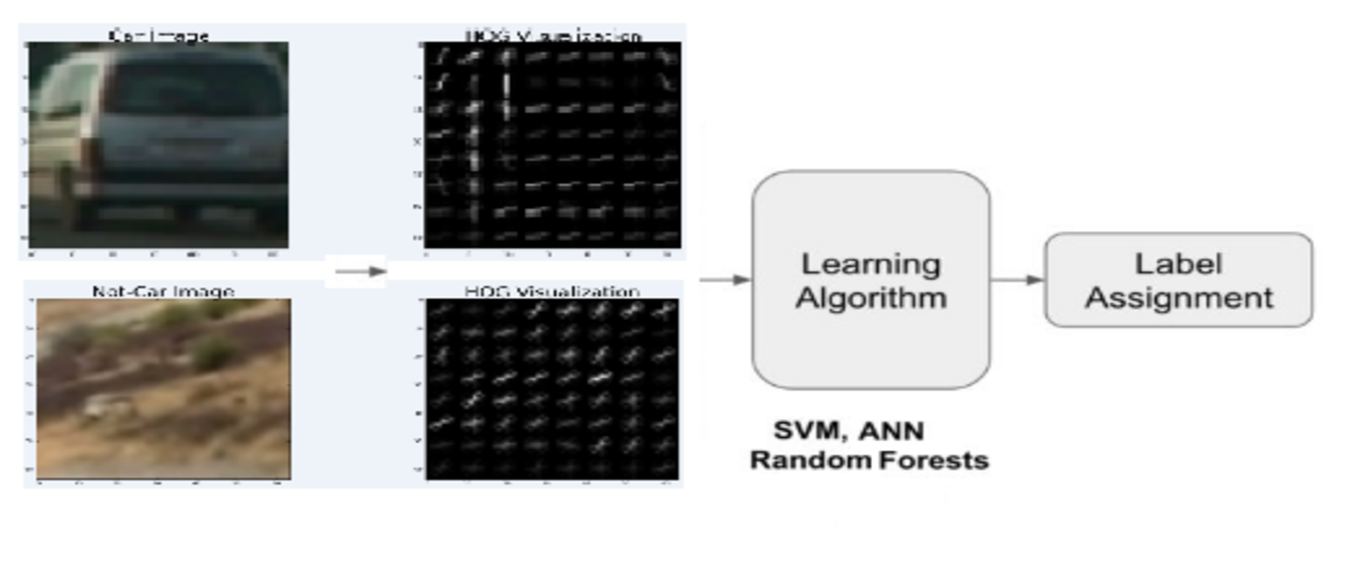 Car Image
HOG Visualization
Not-Car Image
HOG Visualization
Learning
Algorithm
Label
Assignment
SVM, ANN
Random Forests